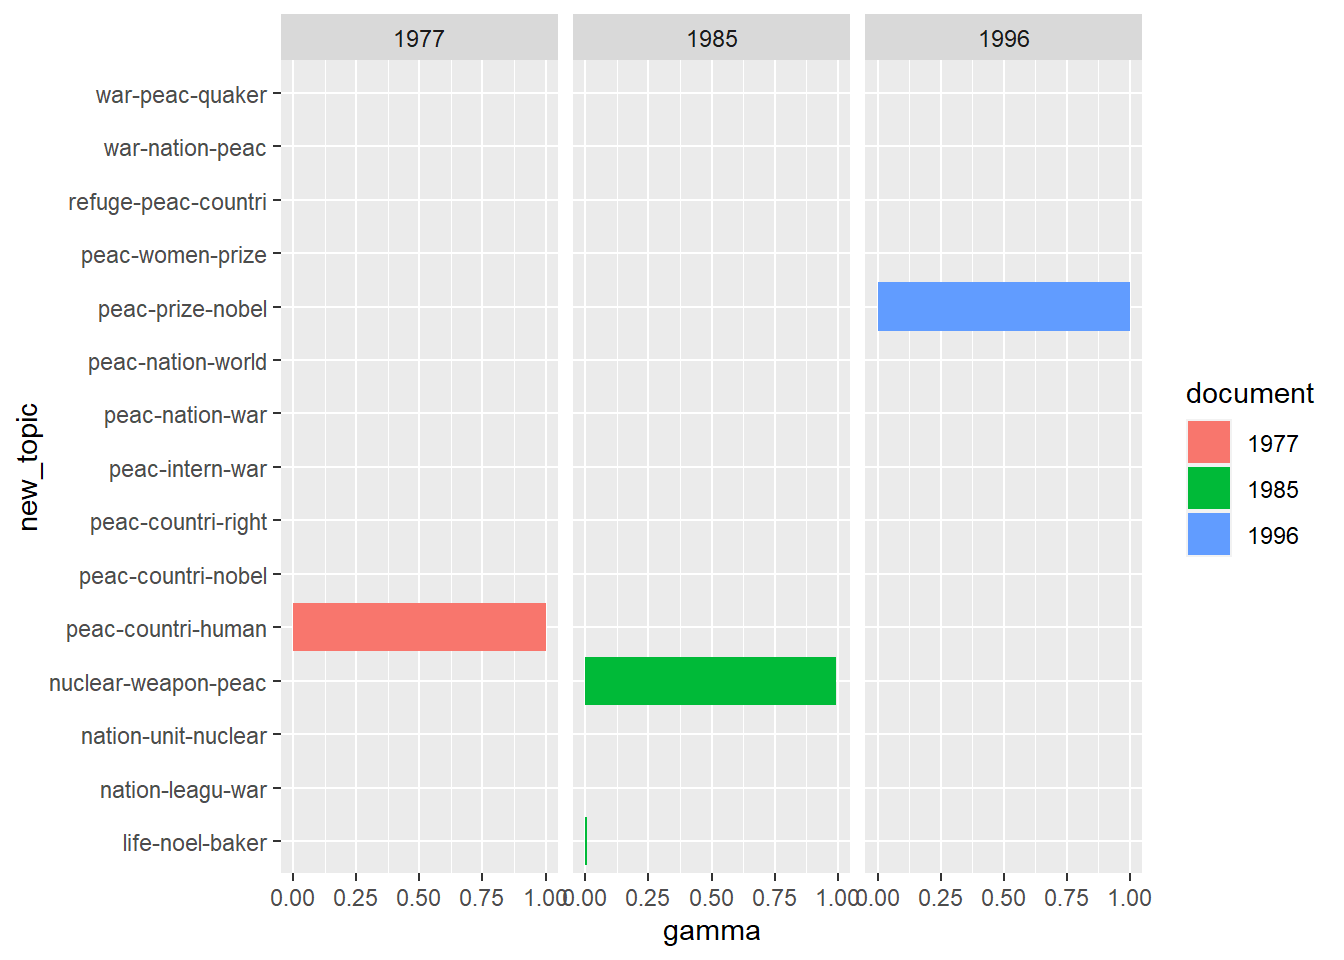 1977 1985 1996
war-peac-quaker
war-nation-peac
refuge-peac-countri
peac-women-prize
peac-prize-nobel
peac-nation-world
peac-nation-war
peac-intern-war
peac-countri-right
peac-countri-nobel
peac-countri-human
nuclear-weapon-peac
nation-unit-nuclear
nation-leagu-war
life-noel-baker
new_topic
0.00 0.25 0.50 0.75 1.00 0.00 0.25 0.50 0.75 1.00 0.00 0.25 0.50 0.75 1.00
gamma
document
1977
1985
1996